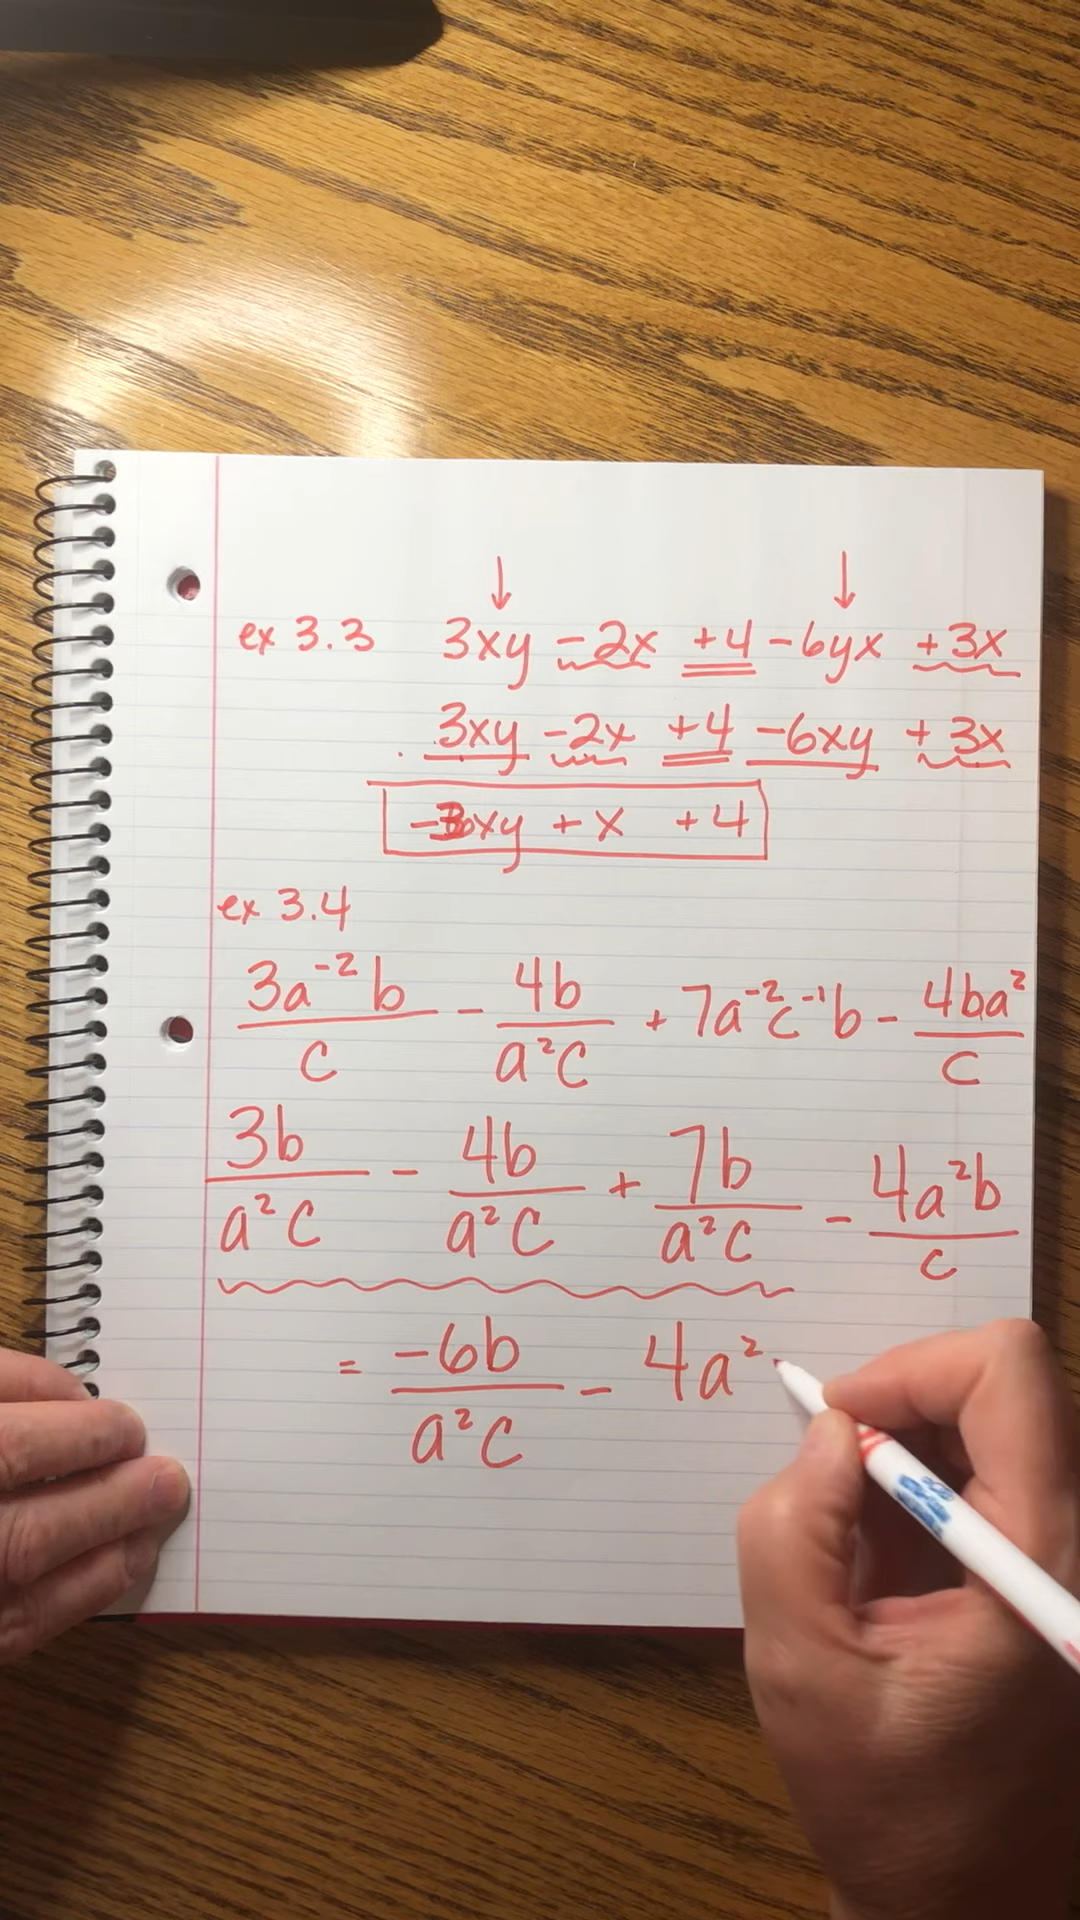 ex 3.3 3xy -2x +4 -6yx +3x
3xy -2x +4 -6xy +3x
-3xy + x +4
ex 3.4
3a⁻²b/c - 4b/a²c + 7a⁻²c⁻¹b - 4ba²/c
3b/a²c - 4b/a²c + 7b/a²c - 4a²b/c
= -6b/a²c - 4a²